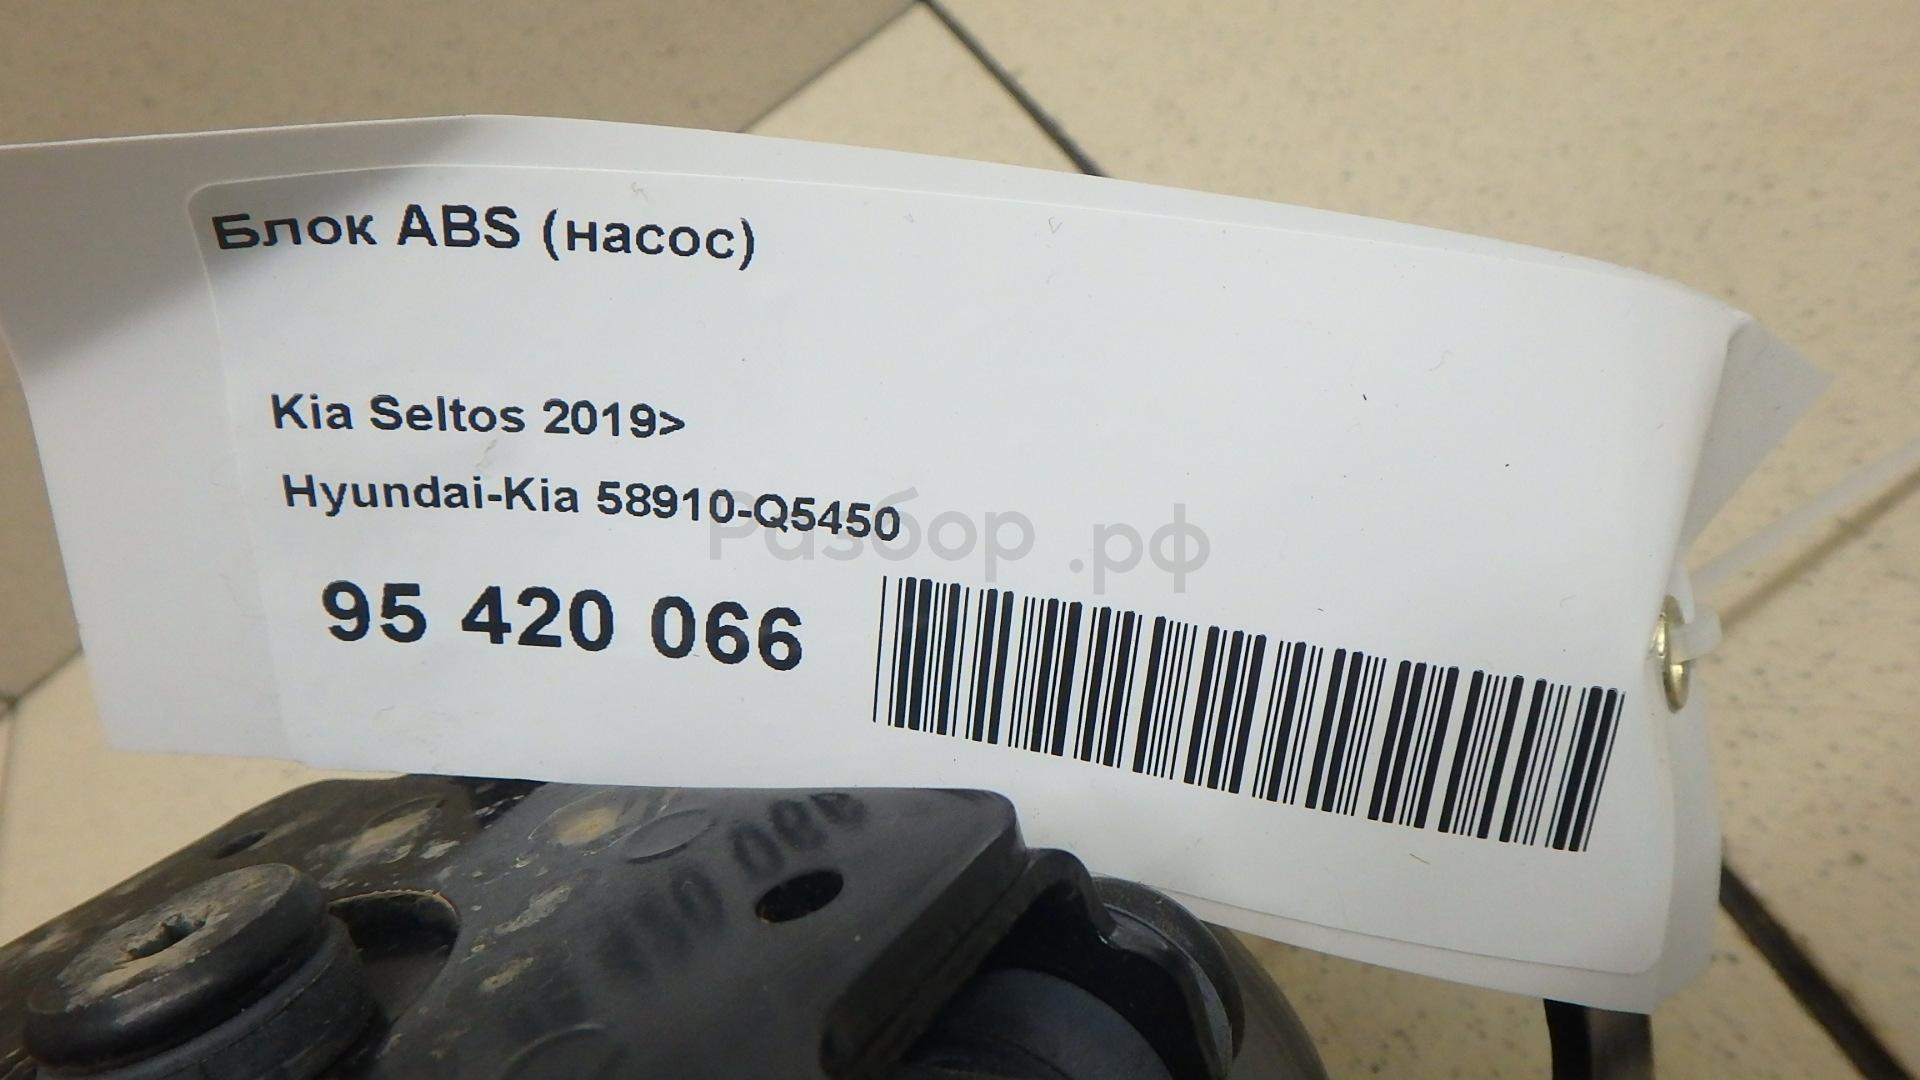 Блок ABS (насос)
Kia Seltos 2019>
Hyundai-Kia 58910-Q5450
Разбор.рф
95 420 066